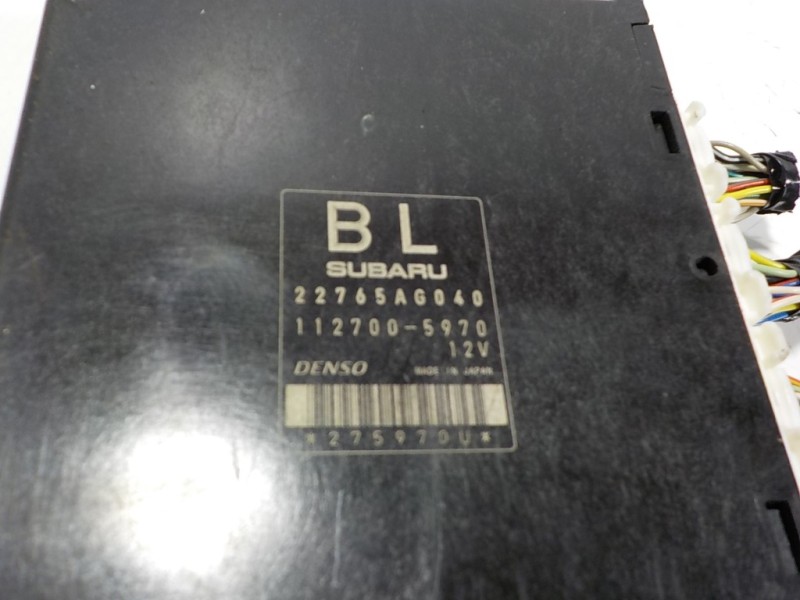 BL
SUBARU
22765AG040
112700-5970
12V
DENSO MADE IN JAPAN
*275970U*